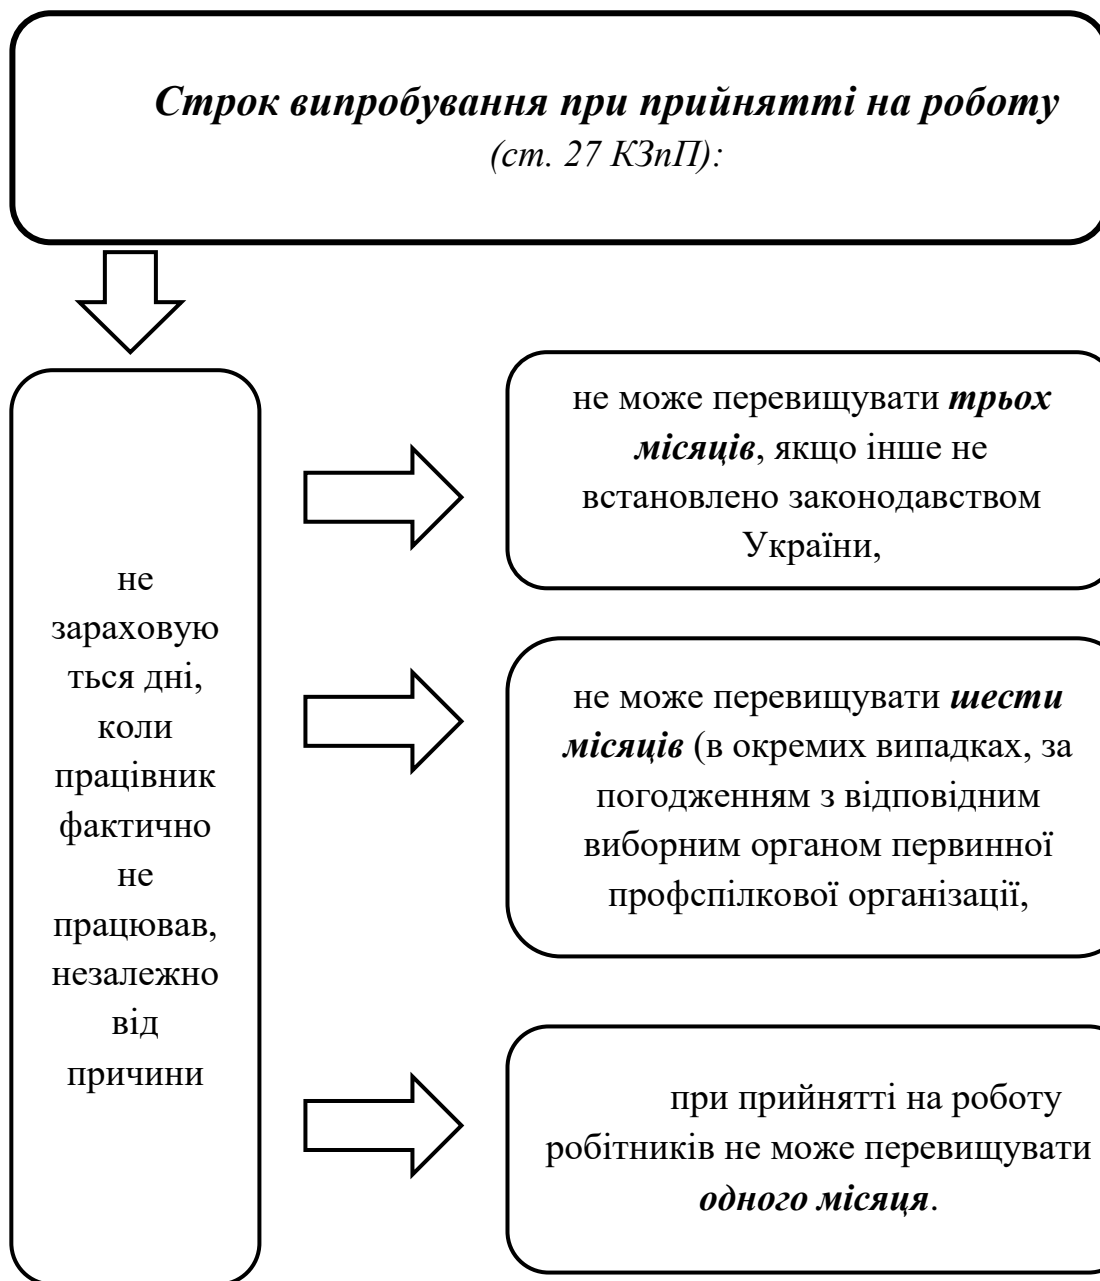 Строк випробування при прийнятті на роботу
(ст. 27 КЗпП):
не
зараховую
ться дні,
коли
працівник
фактично
не
працював,
незалежно
від
причини
не може перевищувати трьох
місяців, якщо інше не
встановлено законодавством
України,
не може перевищувати шести
місяців (в окремих випадках, за
погодженням з відповідним
виборним органом первинної
профспілкової організації,
при прийнятті на роботу
робітників не може перевищувати
одного місяця.